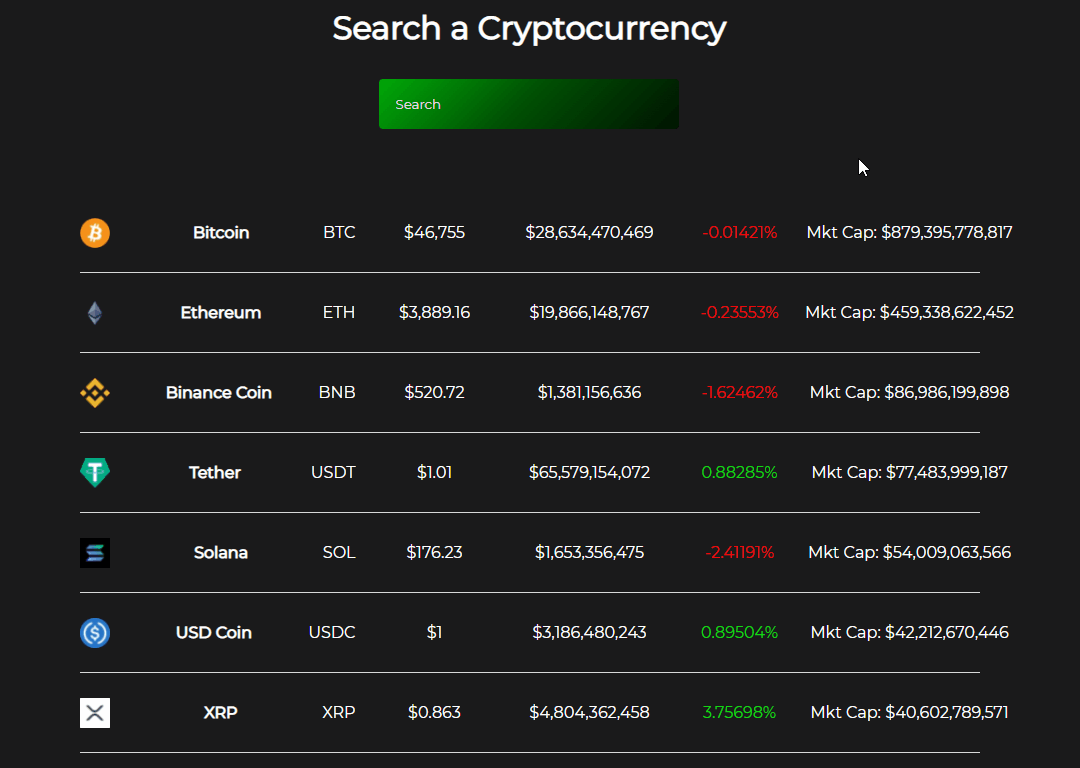 Search a Cryptocurrency
Search
Bitcoin BTC $46,755 $28,634,470,469 -0.01421% Mkt Cap: $879,395,778,817
Ethereum ETH $3,889.16 $19,866,148,767 -0.23553% Mkt Cap: $459,338,622,452
Binance Coin BNB $520.72 $1,381,156,636 -1.62462% Mkt Cap: $86,986,199,898
Tether USDT $1.01 $65,579,154,072 0.88285% Mkt Cap: $77,483,999,187
Solana SOL $176.23 $1,653,356,475 -2.41191% Mkt Cap: $54,009,063,566
USD Coin USDC $1 $3,186,480,243 0.89504% Mkt Cap: $42,212,670,446
XRP XRP $0.863 $4,804,362,458 3.75698% Mkt Cap: $40,602,789,571